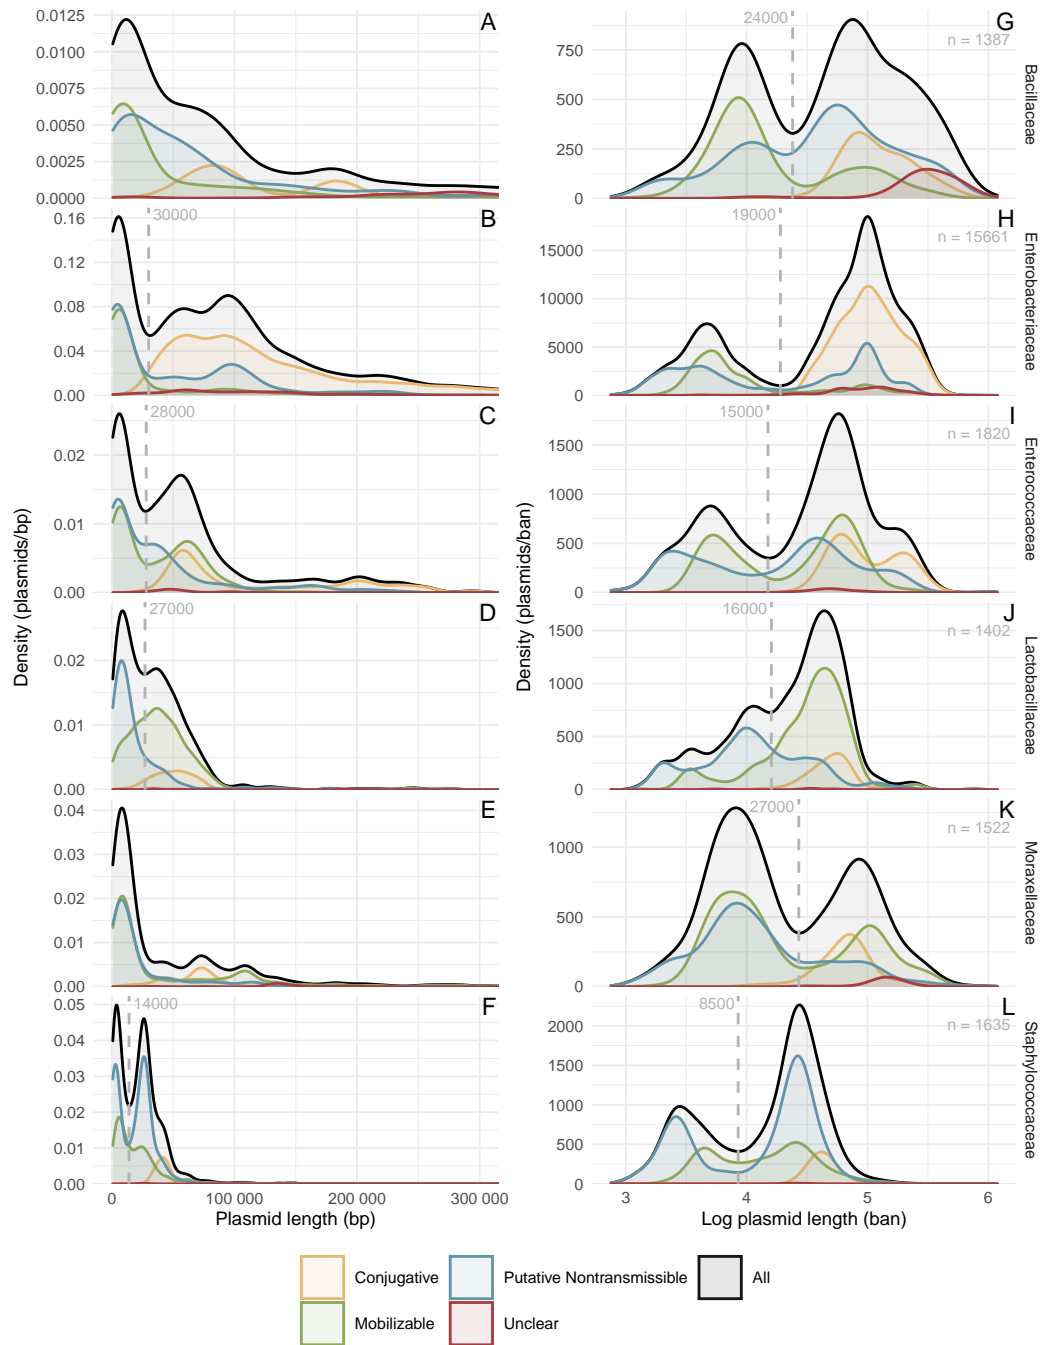 A
0.0125
0.0100
0.0075
0.0050
0.0025
0.0000
G
24000
n = 1387
750
500
250
0
Bacillaceae
B
30000
0.16
0.12
0.08
0.04
0.00
H
19000
n = 15661
15000
10000
5000
0
Enterobacteriaceae
C
28000
0.02
0.01
0.00
I
15000
n = 1820
1500
1000
500
0
Enterococcaceae
D
27000
0.02
0.01
0.00
J
16000
n = 1402
1500
1000
500
0
Lactobacillaceae
E
0.04
0.03
0.02
0.01
0.00
K
27000
n = 1522
1000
500
0
Moraxellaceae
F
14000
0.05
0.04
0.03
0.02
0.01
0.00
L
8500
n = 1635
2000
1500
1000
500
0
Staphylococcaceae
Density (plasmids/bp)
Density (plasmids/ban)
0 100 000 200 000 300 000
Plasmid length (bp)
3 4 5 6
Log plasmid length (ban)
Conjugative Putative Nontransmissible All
Mobilizable Unclear